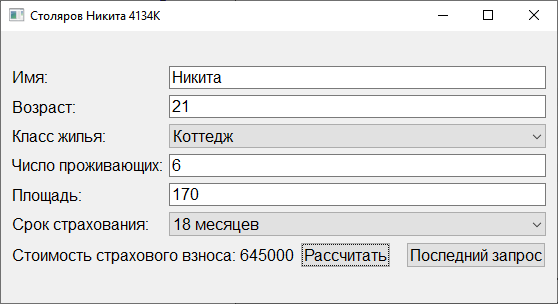 Столяров Никита 4134К
Имя: Никита
Возраст: 21
Класс жилья: Коттедж
Число проживающих: 6
Площадь: 170
Срок страхования: 18 месяцев
Стоимость страхового взноса: 645000 Рассчитать Последний запрос